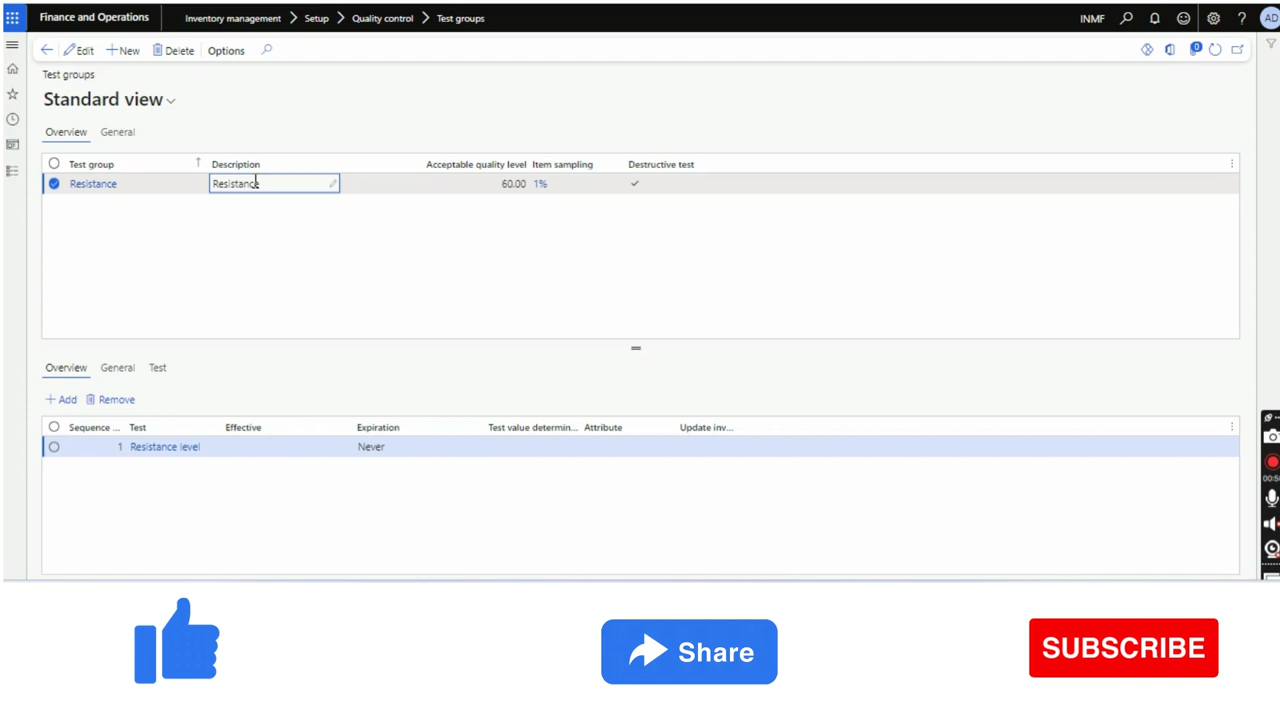 Finance and Operations Inventory management Setup Quality control Test groups INMF ? AD
Edit + New Delete Options 0
Test groups
Standard view
Overview General
Test group Description Acceptable quality level Item sampling Destructive test
Resistance Resistance 60.00 1%
Overview General Test
+ Add Remove
Sequence ... Test Effective Expiration Test value determin... Attribute Update inv...
1 Resistance level Never
Share
SUBSCRIBE